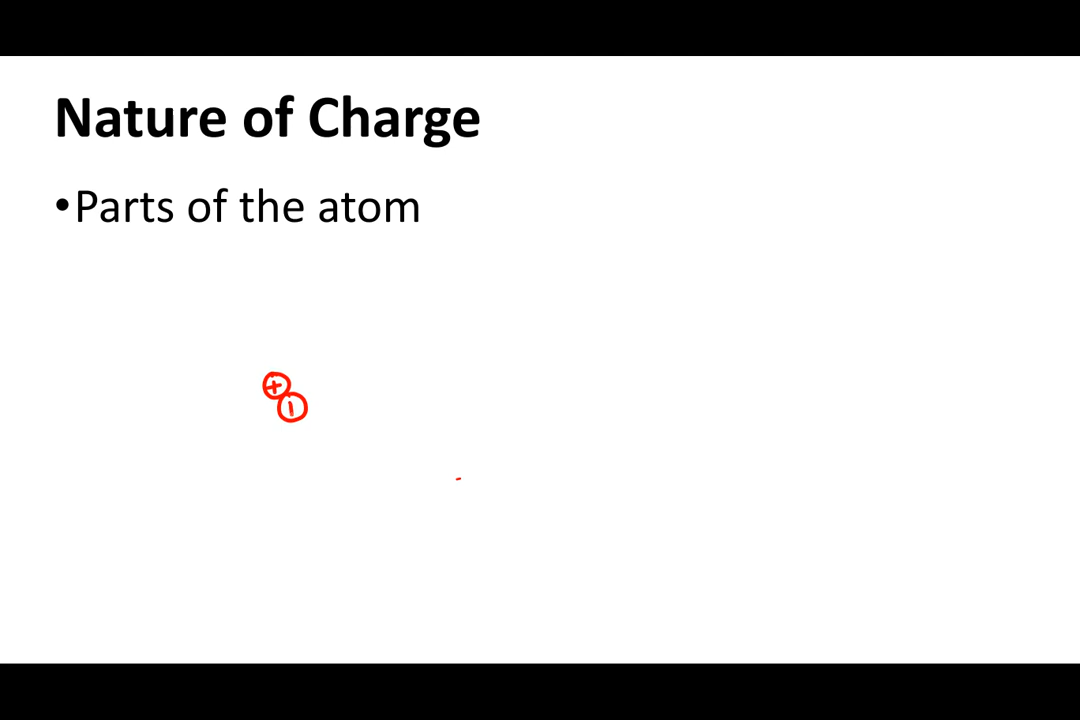 Nature of Charge
•Parts of the atom
+